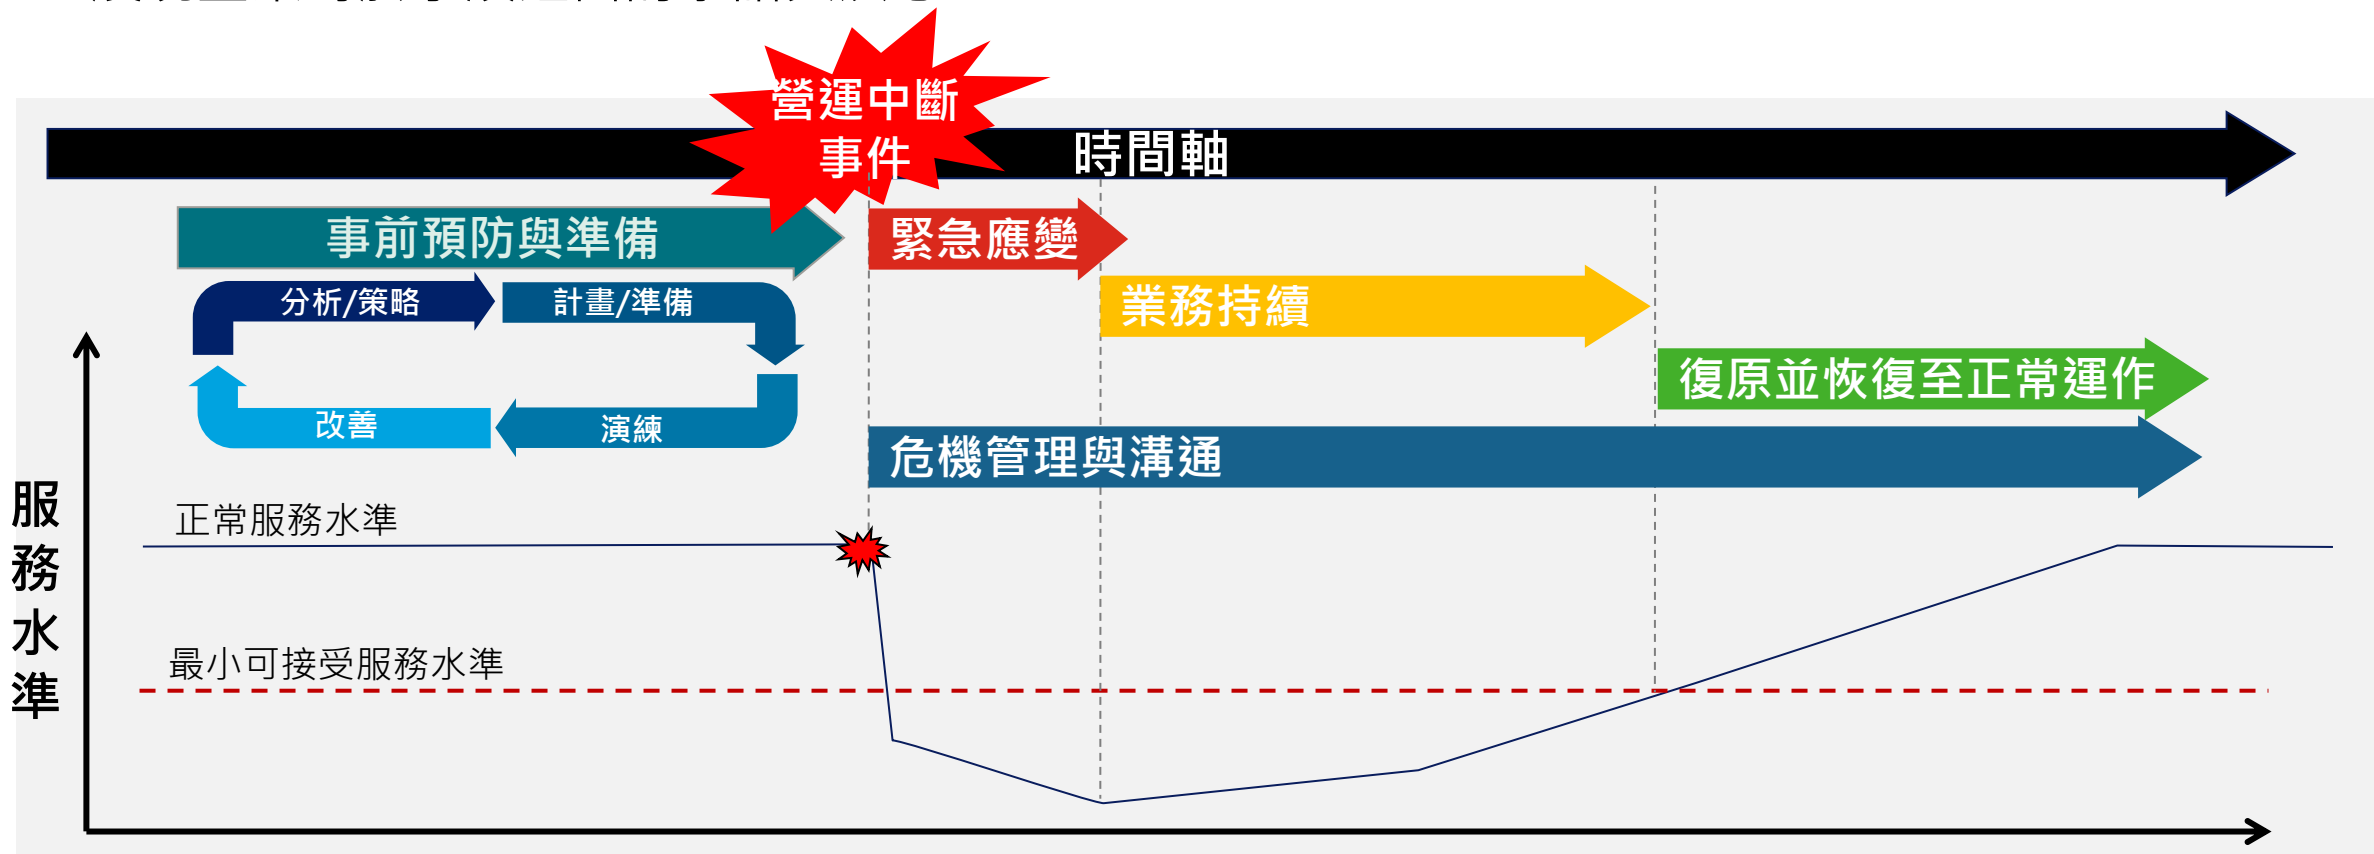 營運中斷
事件
時間軸
事前預防與準備
緊急應變
分析/策略
計畫/準備
業務持續
復原並恢復至正常運作
改善
演練
危機管理與溝通
服務水準
正常服務水準
最小可接受服務水準